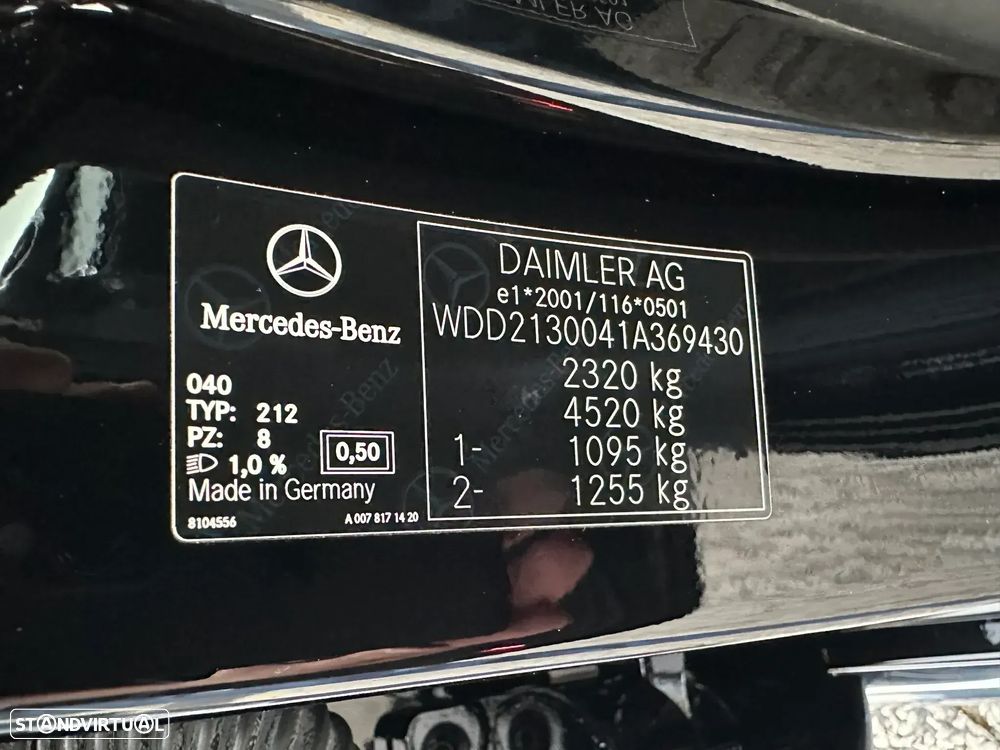 Mercedes-Benz
040
TYP: 212
PZ: 8
1,0 %
0,50
Made in Germany
8104556
A 007 817 14 20
DAIMLER AG
e1*2001/116*0501
WDD2130041A369430
2320 kg
4520 kg
1- 1095 kg
2- 1255 kg
STANDVIRTUAL